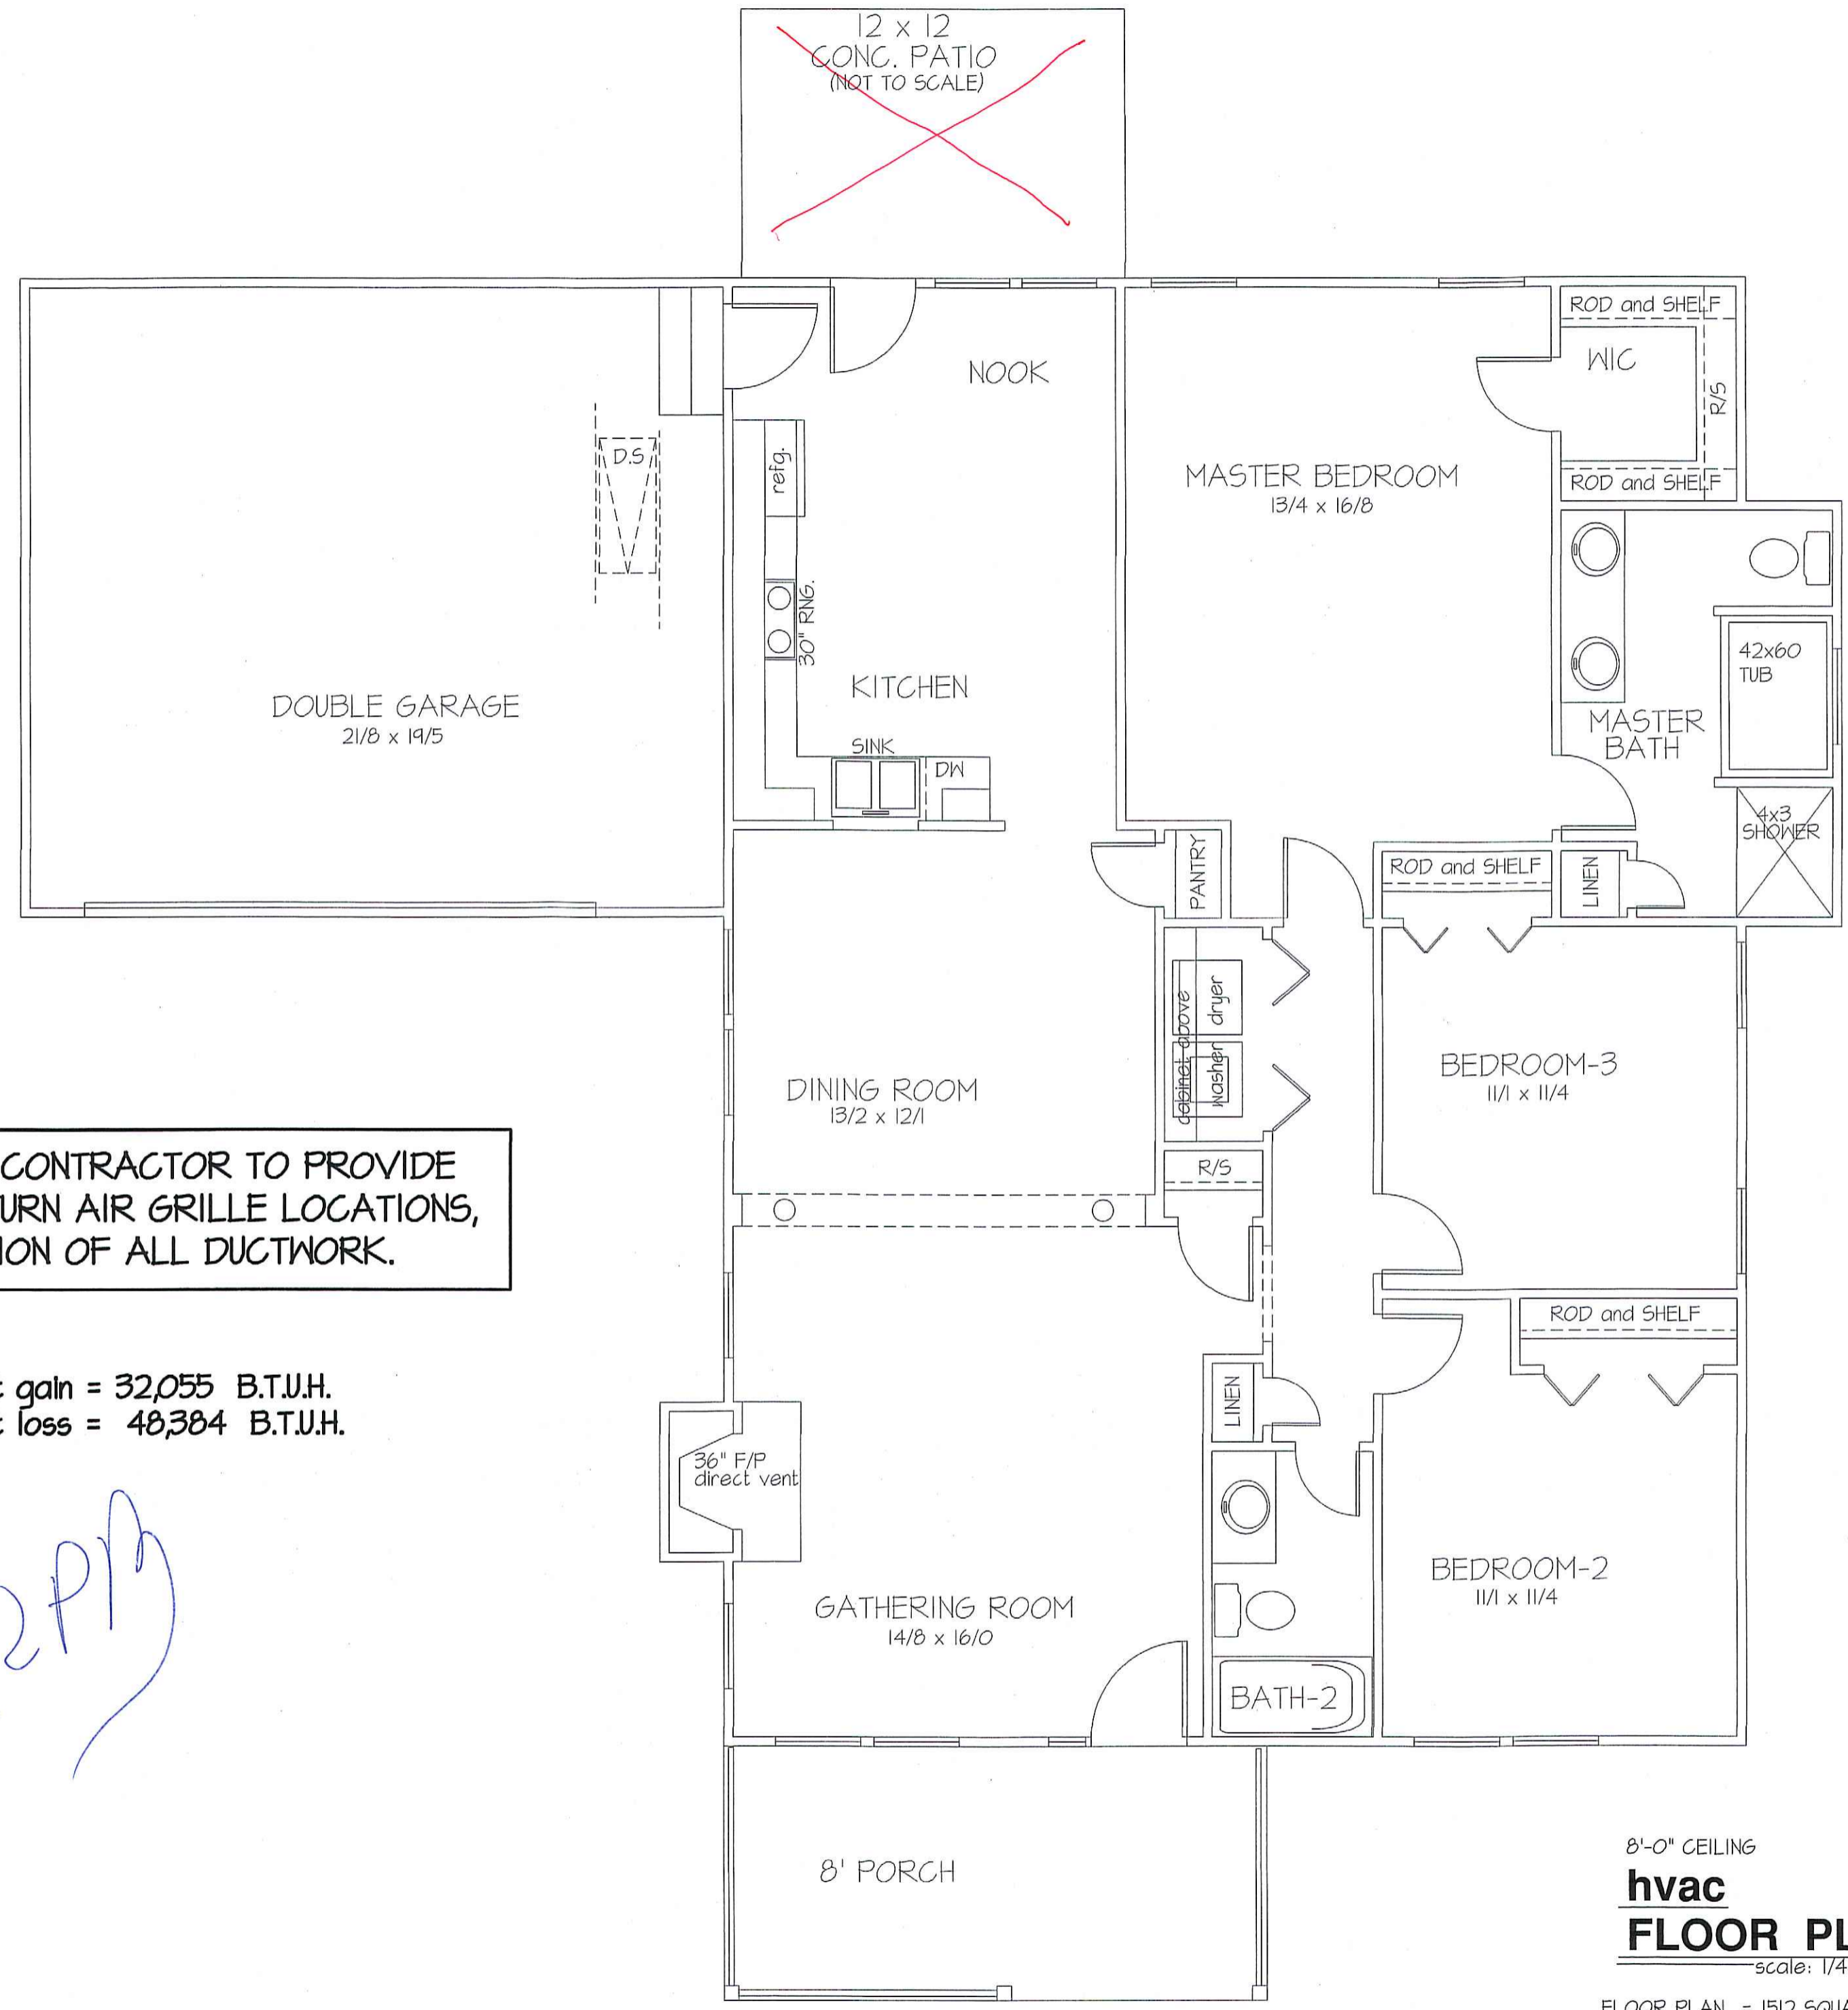 12 x 12
CONC. PATIO
(NOT TO SCALE)
ROD and SHELF
WIC
R/S
ROD and SHELF
NOOK
D.S
refg.
MASTER BEDROOM
13/4 x 16/8
30" RNG.
42x60
TUB
KITCHEN
DOUBLE GARAGE
21/8 x 19/5
MASTER
BATH
SINK
DW
4x3
SHOWER
PANTRY
ROD and SHELF
LINEN
cabinet above
dryer
washer
BEDROOM-3
11/1 x 11/4
DINING ROOM
13/2 x 12/1
CONTRACTOR TO PROVIDE
URN AIR GRILLE LOCATIONS,
ION OF ALL DUCTWORK.
R/S
ROD and SHELF
t gain = 32,055 B.T.U.H.
t loss = 48,384 B.T.U.H.
LINEN
36" F/P
direct vent
2PM
BEDROOM-2
11/1 x 11/4
GATHERING ROOM
14/8 x 16/0
BATH-2
8' PORCH
8'-0" CEILING
hvac
FLOOR PL
scale: 1/4
FLOOR PLAN - 1512 SQUA